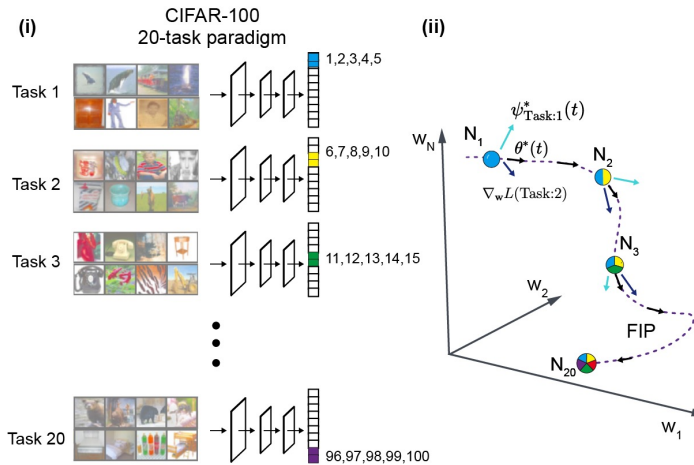 (i)
CIFAR-100
20-task paradigm
Task 1
1,2,3,4,5
Task 2
6,7,8,9,10
Task 3
11,12,13,14,15
Task 20
96,97,98,99,100
(ii)
W_N
N_1
ψ*_Task:1(t)
θ*(t)
∇_w L(Task:2)
N_2
N_3
W_2
FIP
N_20
W_1